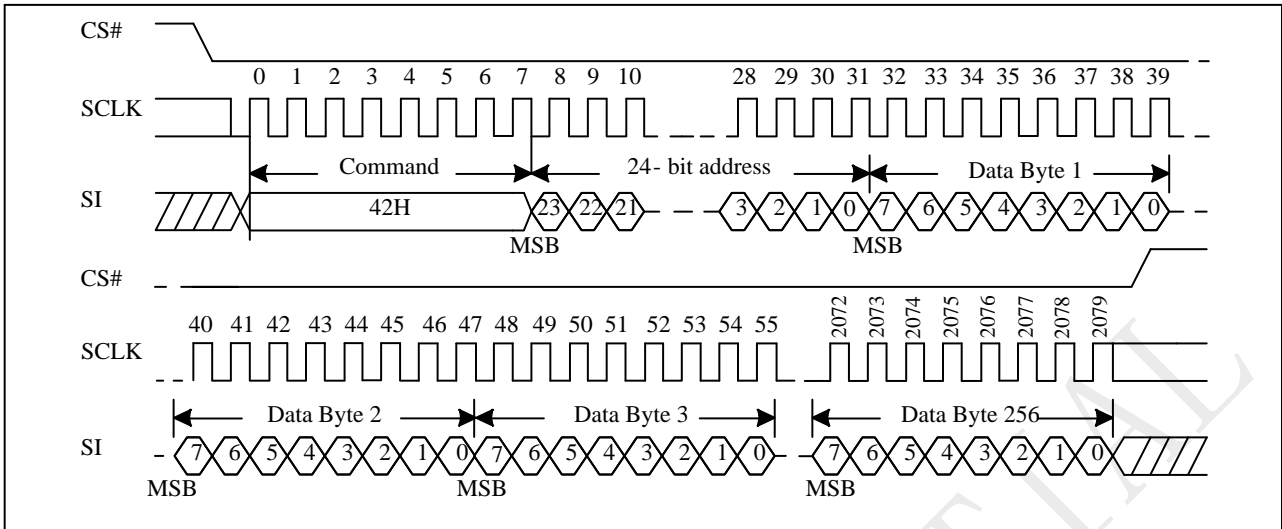 CS#
0 1 2 3 4 5 6 7 8 9 10 28 29 30 31 32 33 34 35 36 37 38 39
SCLK
Command 24- bit address Data Byte 1
SI 42H 23 22 21 3 2 1 0 7 6 5 4 3 2 1 0
MSB MSB
CS#
40 41 42 43 44 45 46 47 48 49 50 51 52 53 54 55 2072 2073 2074 2075 2076 2077 2078 2079
SCLK
Data Byte 2 Data Byte 3 Data Byte 256
SI 7 6 5 4 3 2 1 0 7 6 5 4 3 2 1 0 7 6 5 4 3 2 1 0
MSB MSB MSB